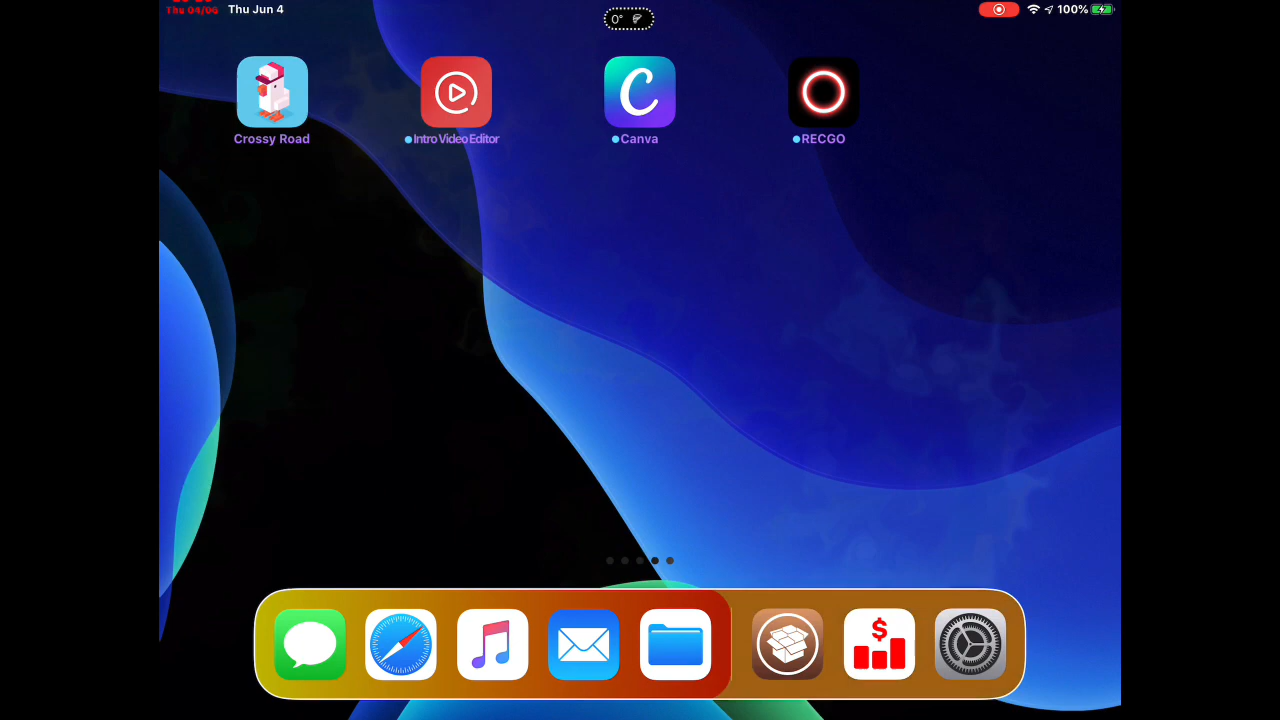 Thu 04/06 Thu Jun 4
0°
100%
Crossy Road
Intro Video Editor
Canva
RECGO
$